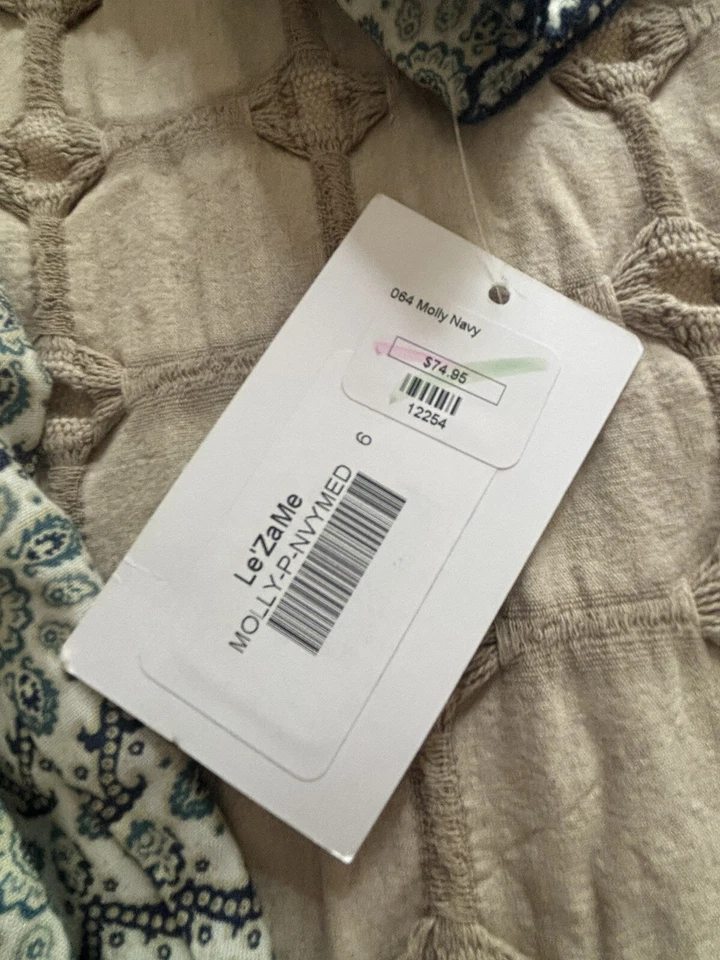 064 Molly Navy
$74.95
12254
Le'ZaMe
MOLLY-P-NVYMED 6